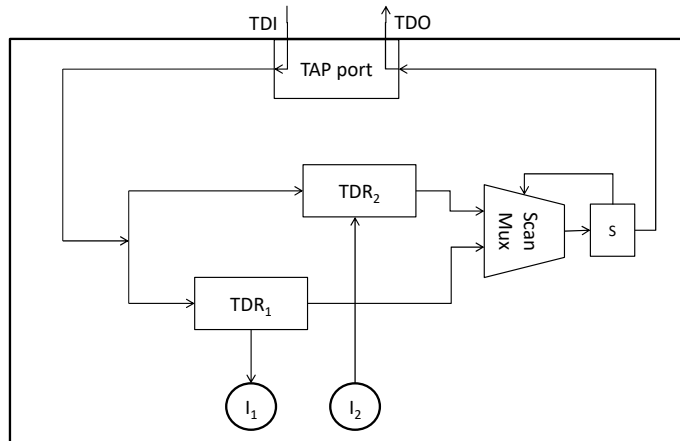 TDI
TDO
TAP port
TDR₂
Scan
Mux
S
TDR₁
I₁
I₂